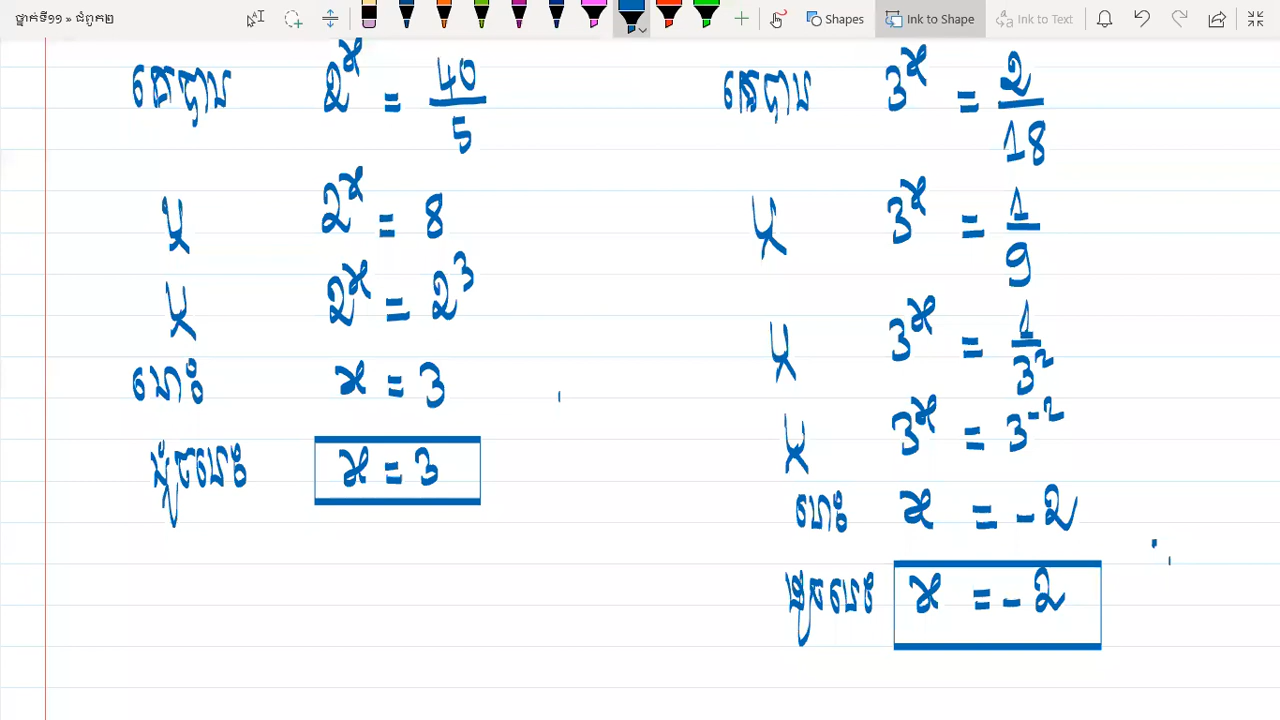 ថ្នាក់ទី១១ » ជំពូក២
Shapes Ink to Shape Ink to Text
គេបាន 2^x = 40/5
ឬ 2^x = 8
ឬ 2^x = 2^3
នោះ x = 3
ដូចនេះ x = 3
គេបាន 3^x = 2/18
ឬ 3^x = 1/9
ឬ 3^x = 1/3^2
ឬ 3^x = 3^-2
នោះ x = -2
ដូចនេះ x = -2